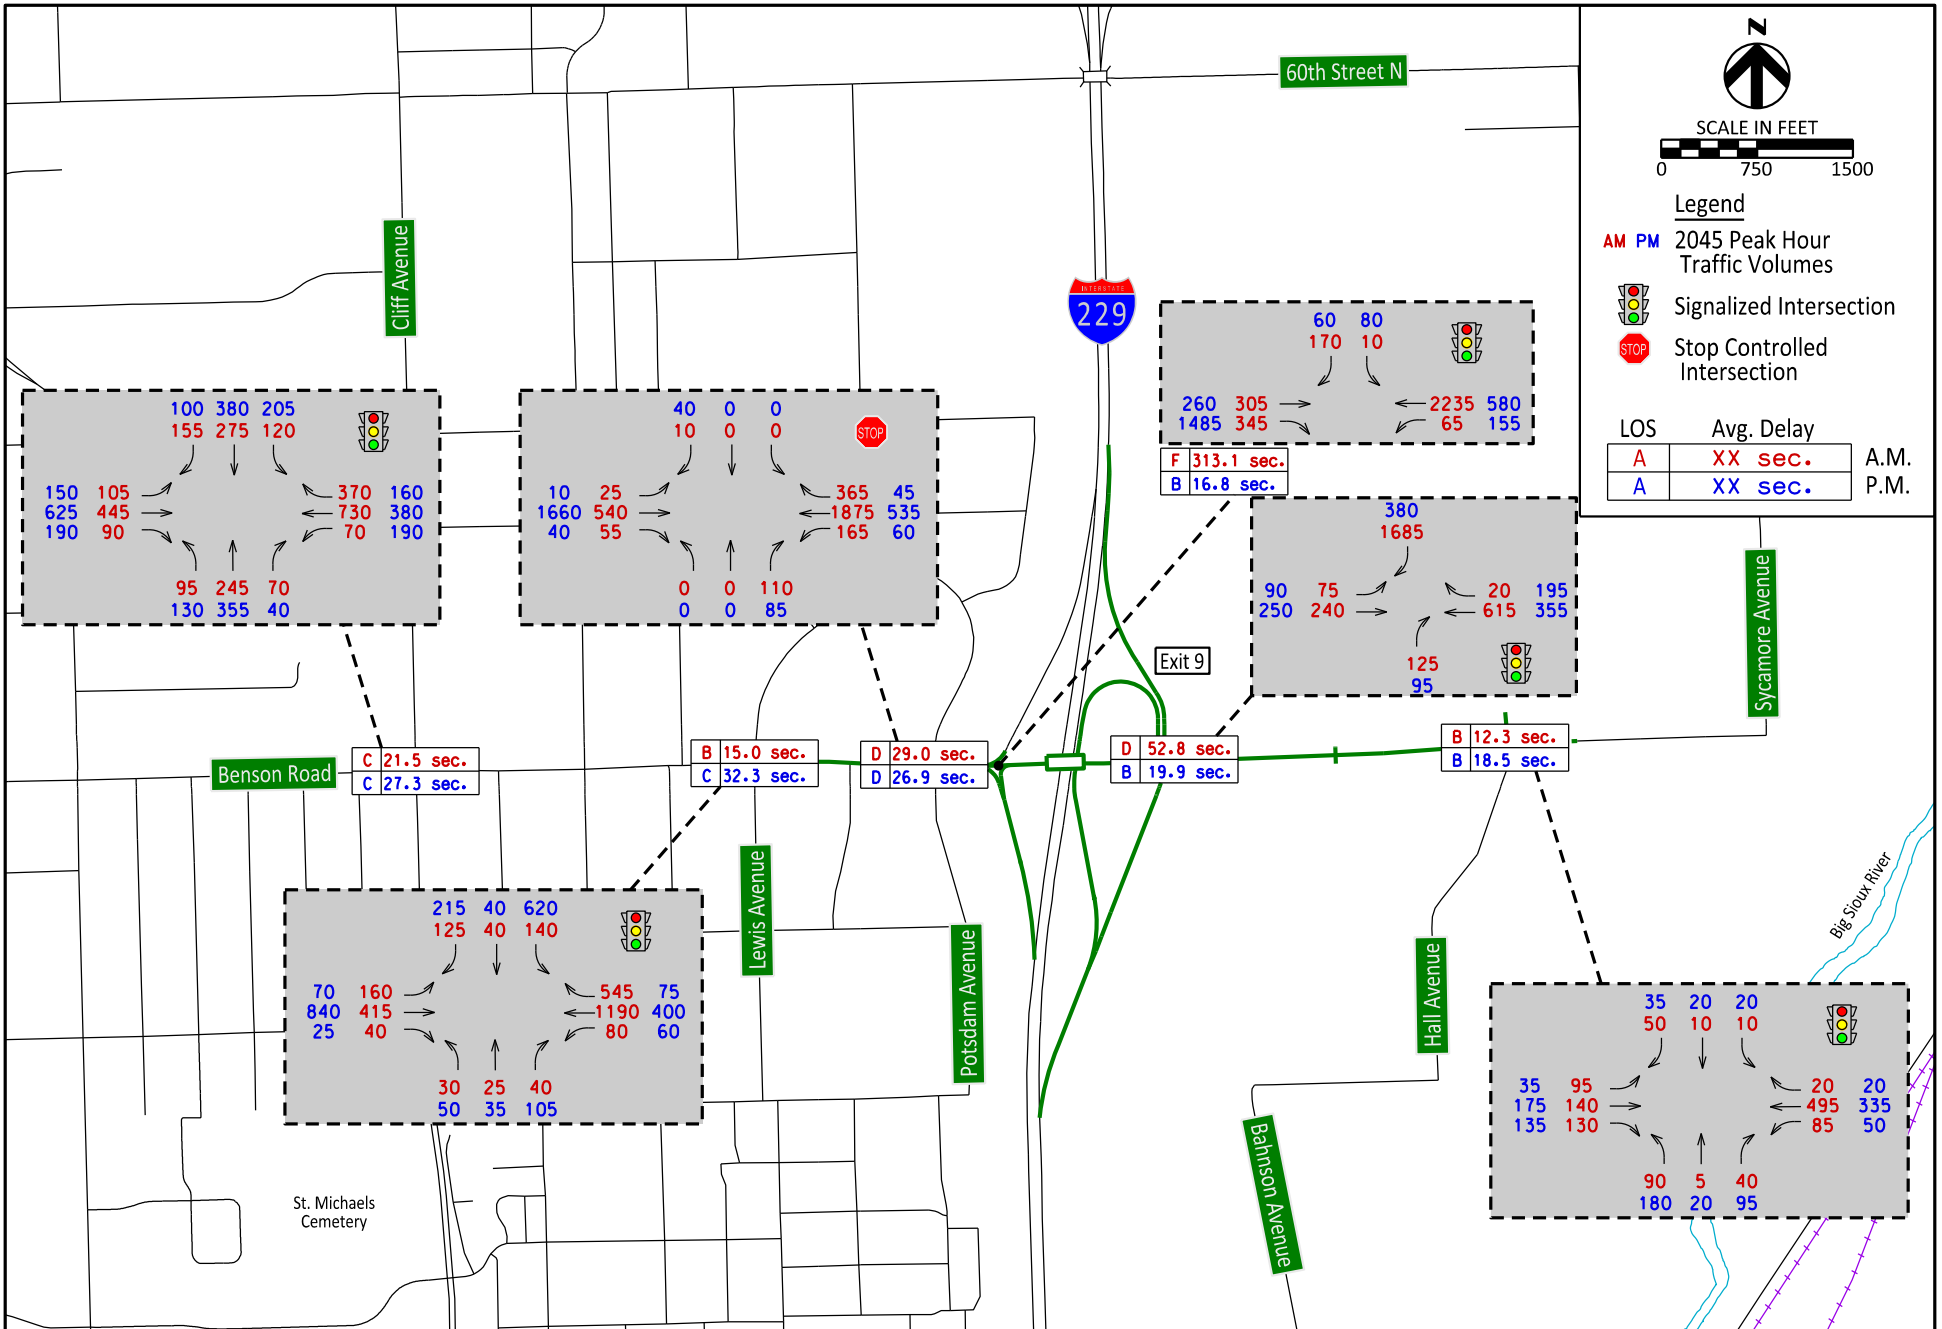 N
SCALE IN FEET
0 750 1500
Legend
AM PM 2045 Peak Hour
Traffic Volumes
Signalized Intersection
STOP Stop Controlled
Intersection
LOS Avg. Delay
A XX sec. A.M.
A XX sec. P.M.
60th Street N
Cliff Avenue
INTERSTATE
229
60 80
170 10
260 305 2235 580
1485 345 65 155
F 313.1 sec.
B 16.8 sec.
100 380 205
155 275 120
150 105 370 160
625 445 730 380
190 90 70 190
95 245 70
130 355 40
40 0 0
10 0 0
STOP
10 25 365 45
1660 540 1875 535
40 55 165 60
0 0 110
0 0 85
380
1685
90 75 20 195
250 240 615 355
125
95
Exit 9
Sycamore Avenue
Benson Road
C 21.5 sec.
C 27.3 sec.
B 15.0 sec.
C 32.3 sec.
D 29.0 sec.
D 26.9 sec.
D 52.8 sec.
B 19.9 sec.
B 12.3 sec.
B 18.5 sec.
Lewis Avenue
Potsdam Avenue
Hall Avenue
Big Sioux River
Bahnson Avenue
215 40 620
125 40 140
70 160 545 75
840 415 1190 400
25 40 80 60
30 25 40
50 35 105
35 20 20
50 10 10
35 95 20 20
175 140 495 335
135 130 85 50
90 5 40
180 20 95
St. Michaels
Cemetery